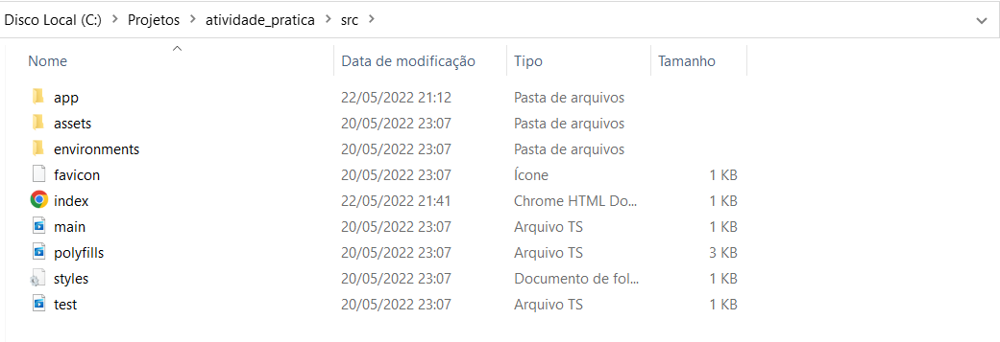 Disco Local (C:) > Projetos > atividade_pratica > src >
Nome Data de modificação Tipo Tamanho
app 22/05/2022 21:12 Pasta de arquivos
assets 20/05/2022 23:07 Pasta de arquivos
environments 20/05/2022 23:07 Pasta de arquivos
favicon 20/05/2022 23:07 Ícone 1 KB
index 22/05/2022 21:41 Chrome HTML Do... 1 KB
main 20/05/2022 23:07 Arquivo TS 1 KB
polyfills 20/05/2022 23:07 Arquivo TS 3 KB
styles 20/05/2022 23:07 Documento de fol... 1 KB
test 20/05/2022 23:07 Arquivo TS 1 KB